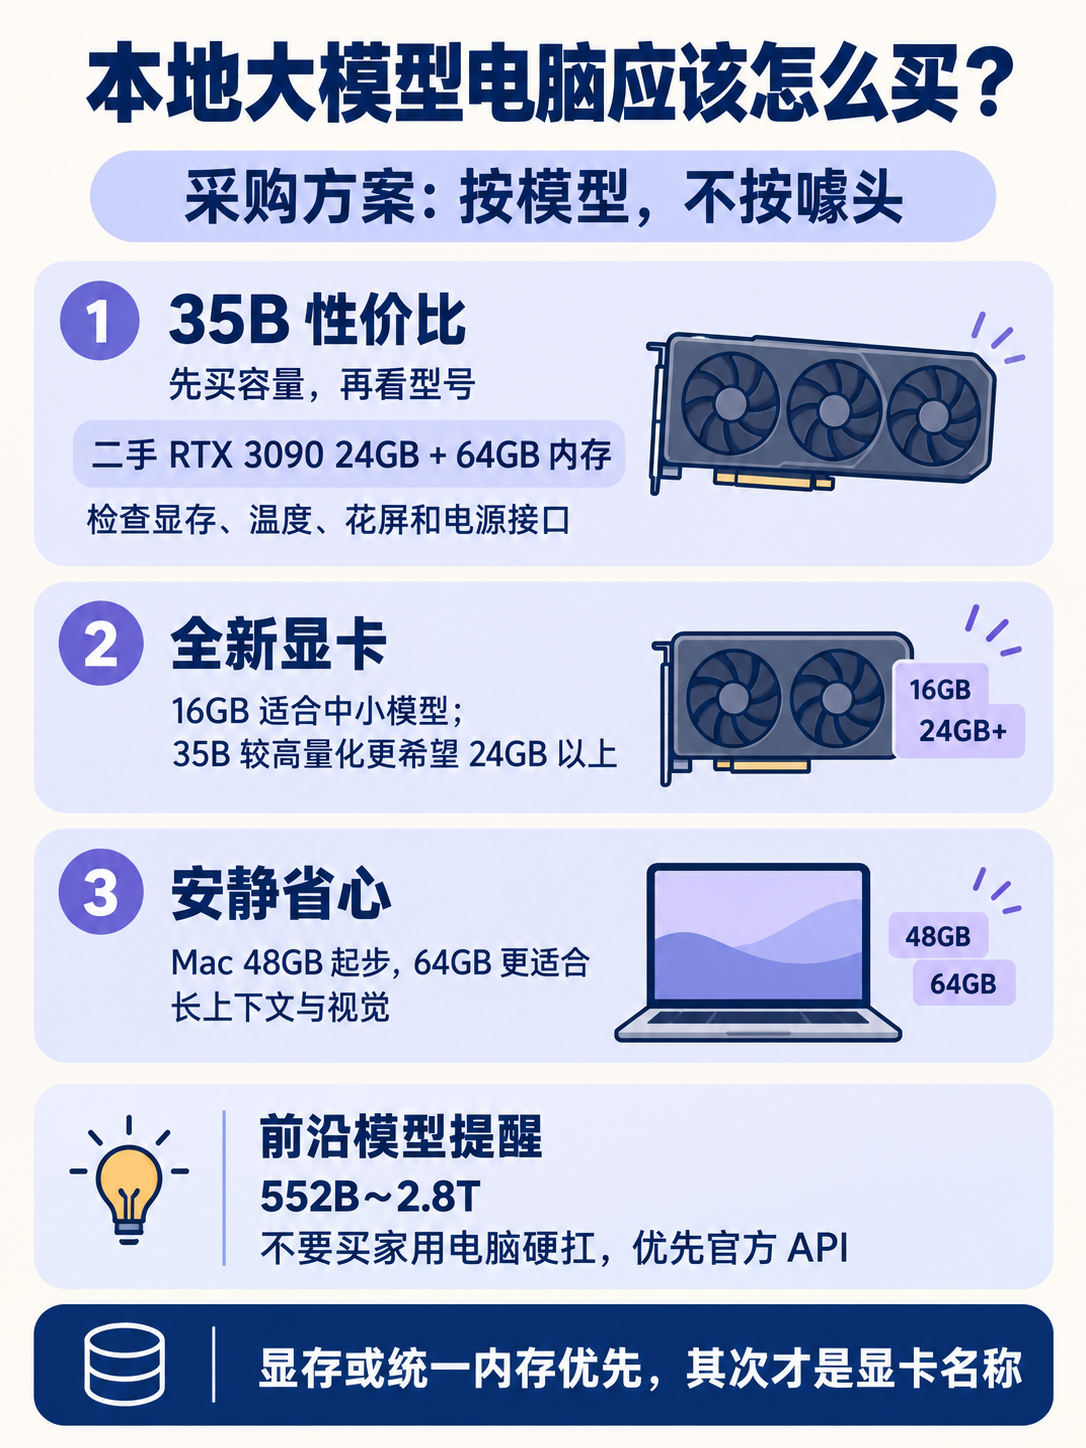 本地大模型电脑应该怎么买？
采购方案：按模型，不按噱头
1
35B 性价比
先买容量，再看型号
二手 RTX 3090 24GB + 64GB 内存
检查显存、温度、花屏和电源接口
2
全新显卡
16GB 适合中小模型；
35B 较高量化更希望 24GB 以上
16GB
24GB+
3
安静省心
Mac 48GB 起步, 64GB 更适合
长上下文与视觉
48GB
64GB
前沿模型提醒
552B～2.8T
不要买家用电脑硬扛，优先官方 API
显存或统一内存优先，其次才是显卡名称